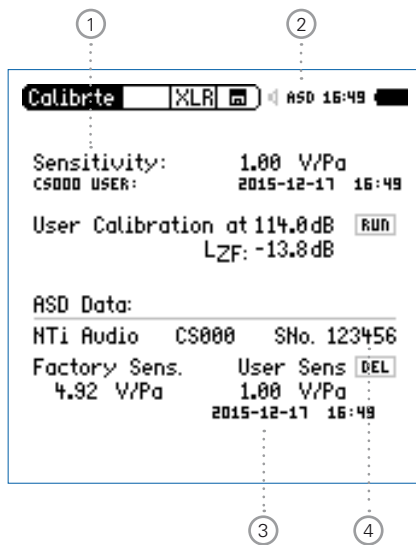 1 2
Calibrte XLR ASD 16:49
Sensitivity: 1.00 V/Pa
CS000 USER: 2015-12-17 16:49
User Calibration at 114.0dB RUN
LZF: -13.8dB
ASD Data:
NTi Audio CS000 SNo. 123456
Factory Sens. User Sens DEL
4.92 V/Pa 1.00 V/Pa
2015-12-17 16:49
3 4